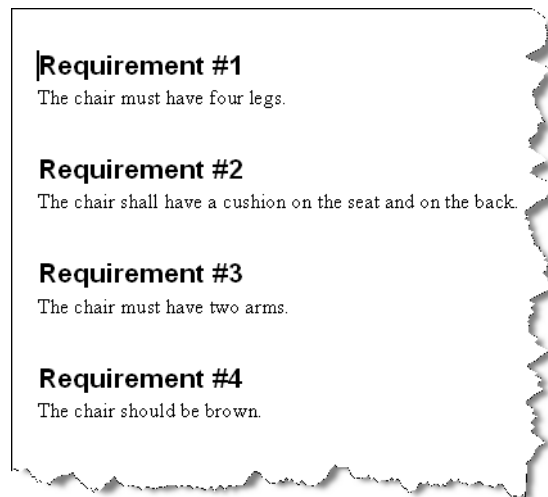 Requirement #1
The chair must have four legs.
Requirement #2
The chair shall have a cushion on the seat and on the back.
Requirement #3
The chair must have two arms.
Requirement #4
The chair should be brown.